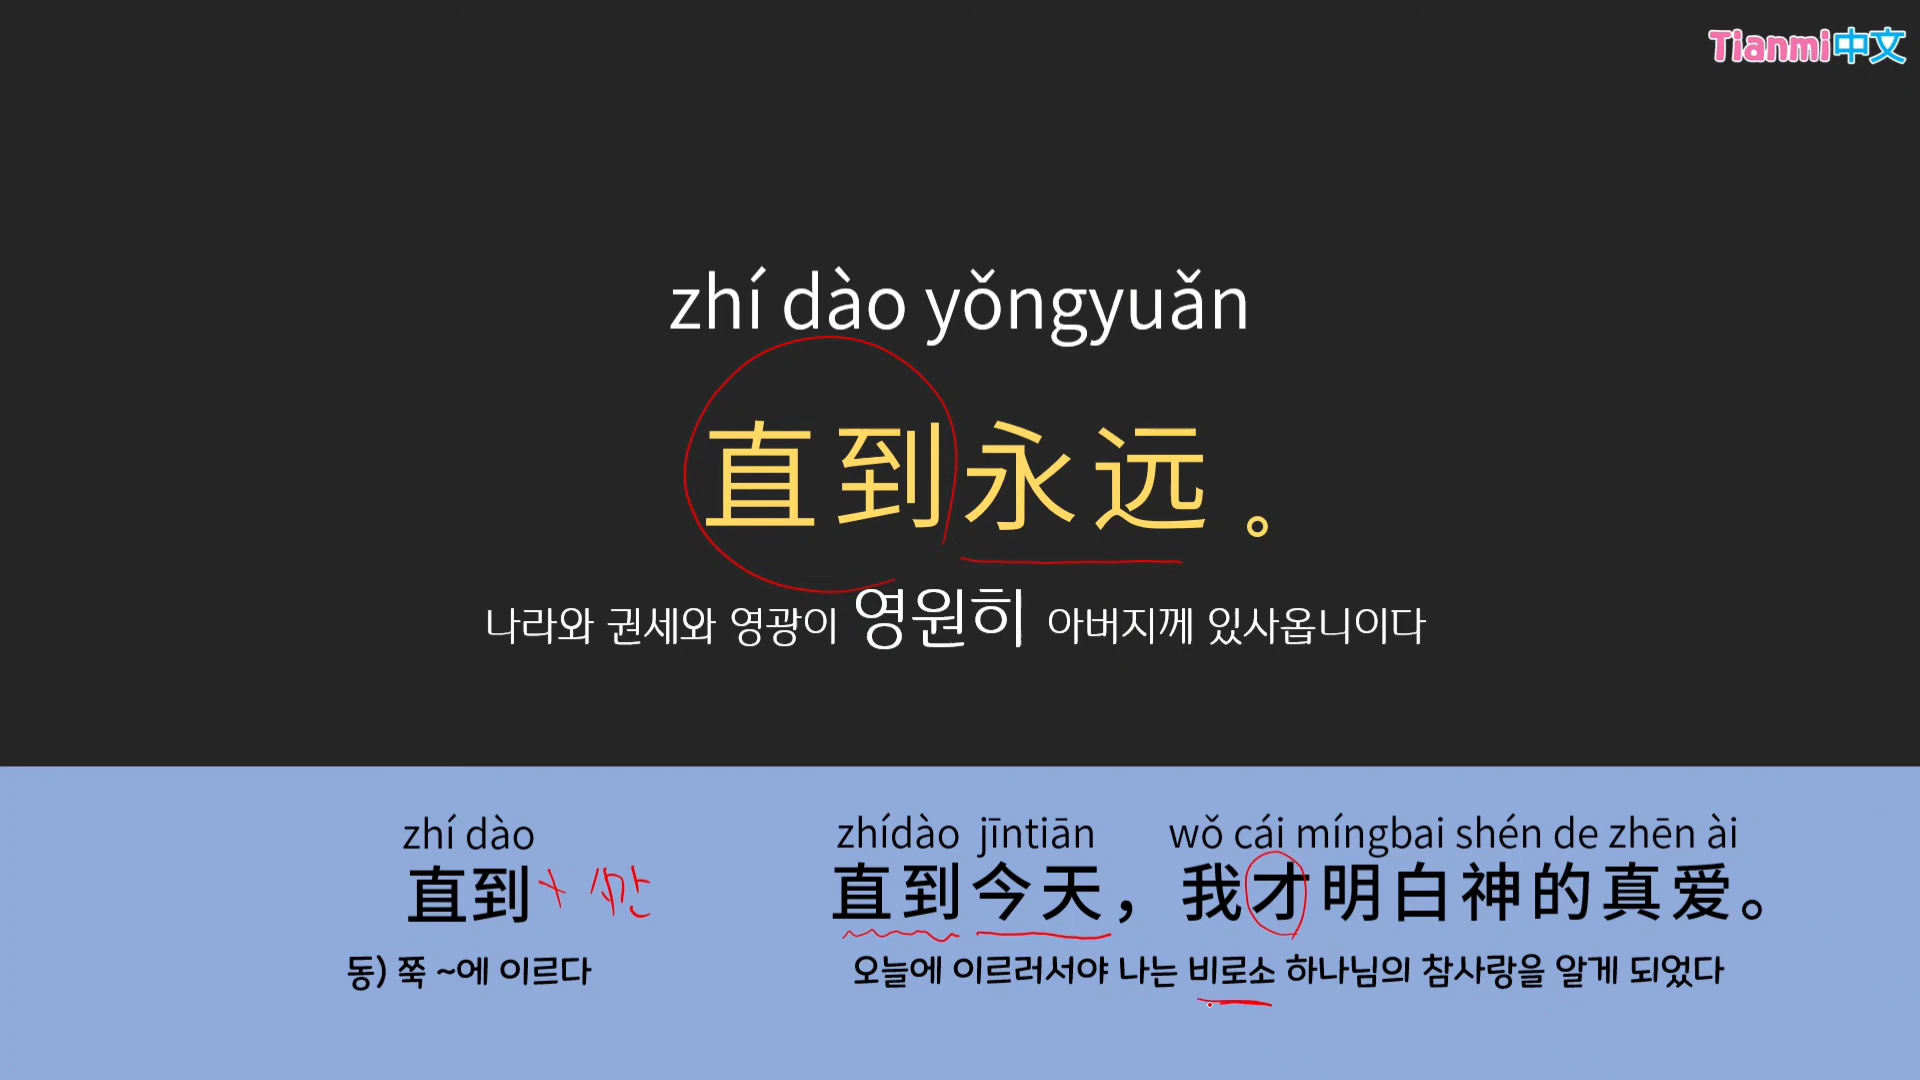 Tianmi中文
zhí dào yǒngyuǎn
直到永远。
나라와 권세와 영광이 영원히 아버지께 있사옵니이다
zhí dào
直到+
동) 쭉 ~에 이르다
zhídào jīntiān wǒ cái míngbai shén de zhēn ài
直到今天，我才明白神的真爱。
오늘에 이르러서야 나는 비로소 하나님의 참사랑을 알게 되었다